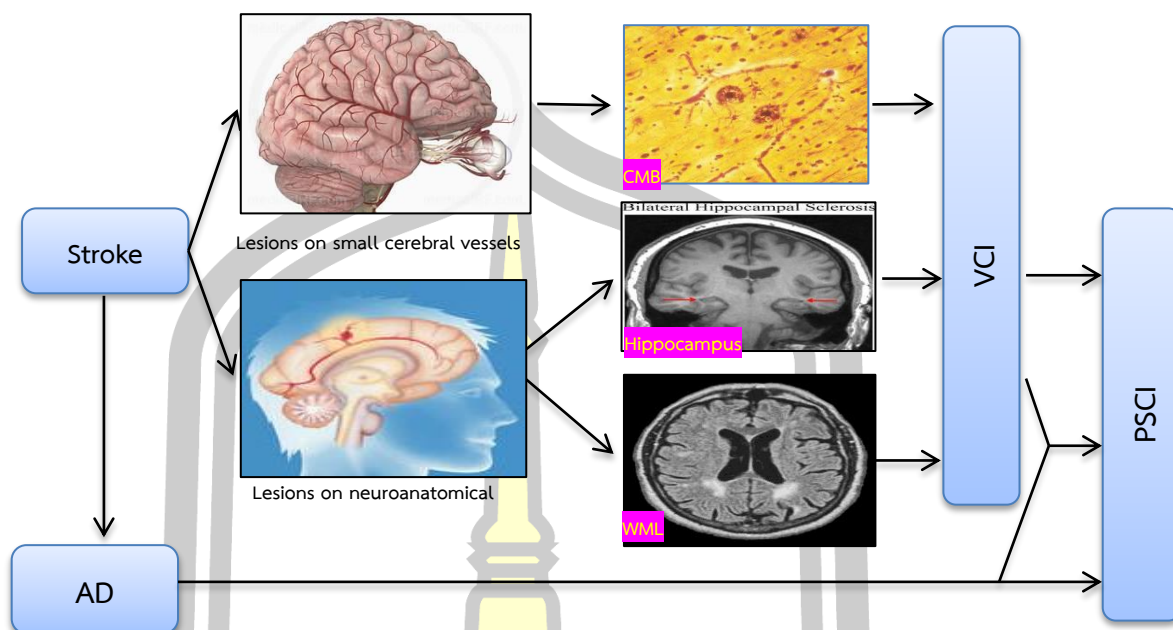 CMB
Bilateral Hippocampal Sclerosis
Stroke
Lesions on small cerebral vessels
VCI
PSCI
Hippocampus
Lesions on neuroanatomical
WML
AD